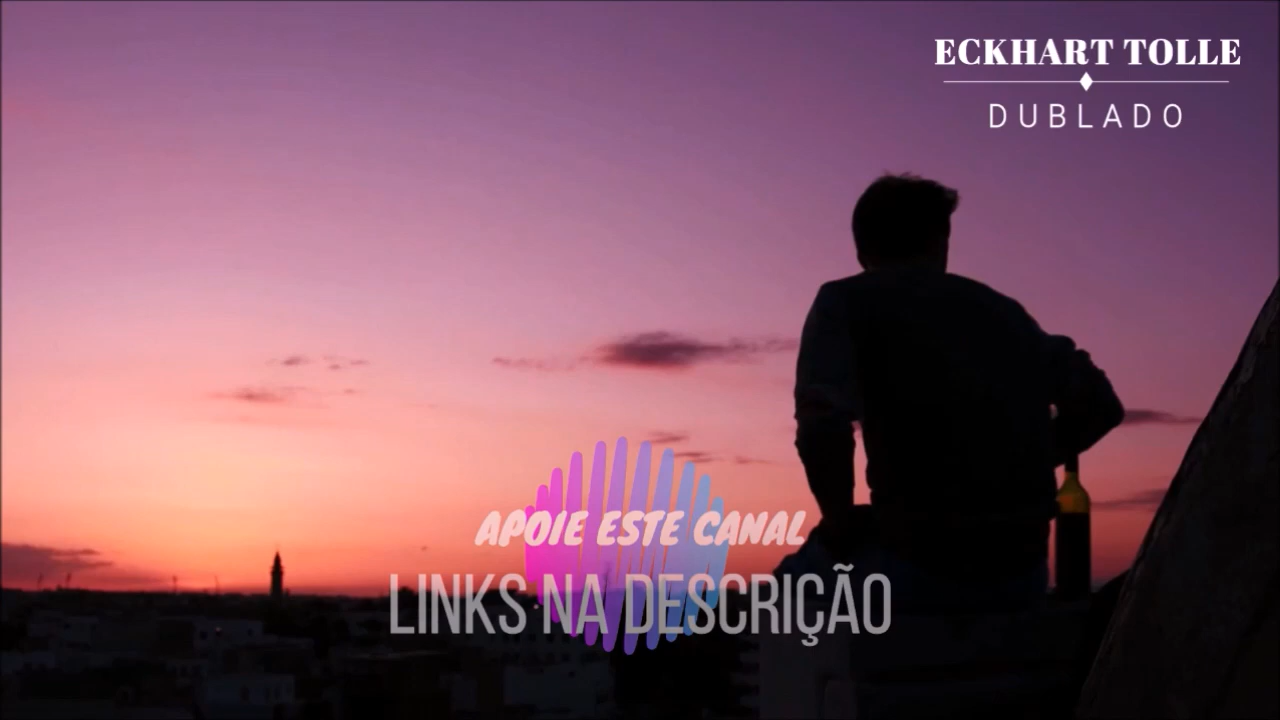 ECKHART TOLLE
DUBLADO
APOIE ESTE CANAL
LINKS NA DESCRIÇÃO